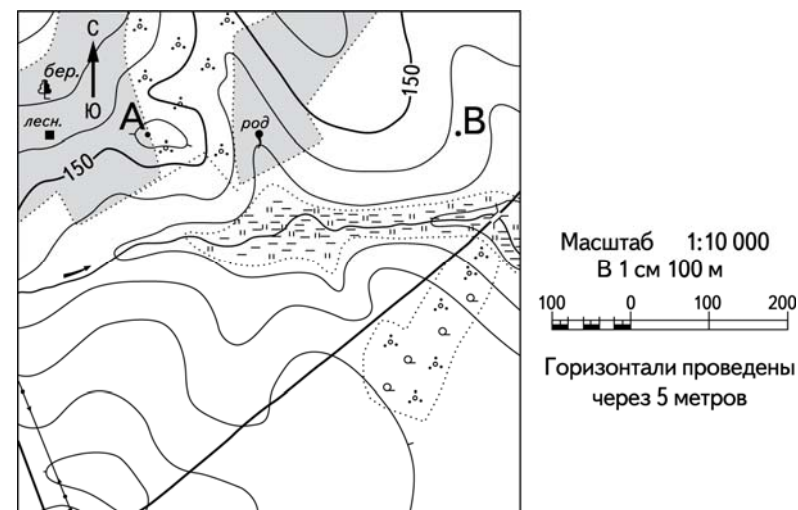 С
Ю
бер.
лесн.
А
род
150
150
В
Масштаб 1:10 000
В 1 см 100 м
100 0 100 200
Горизонтали проведены
через 5 метров